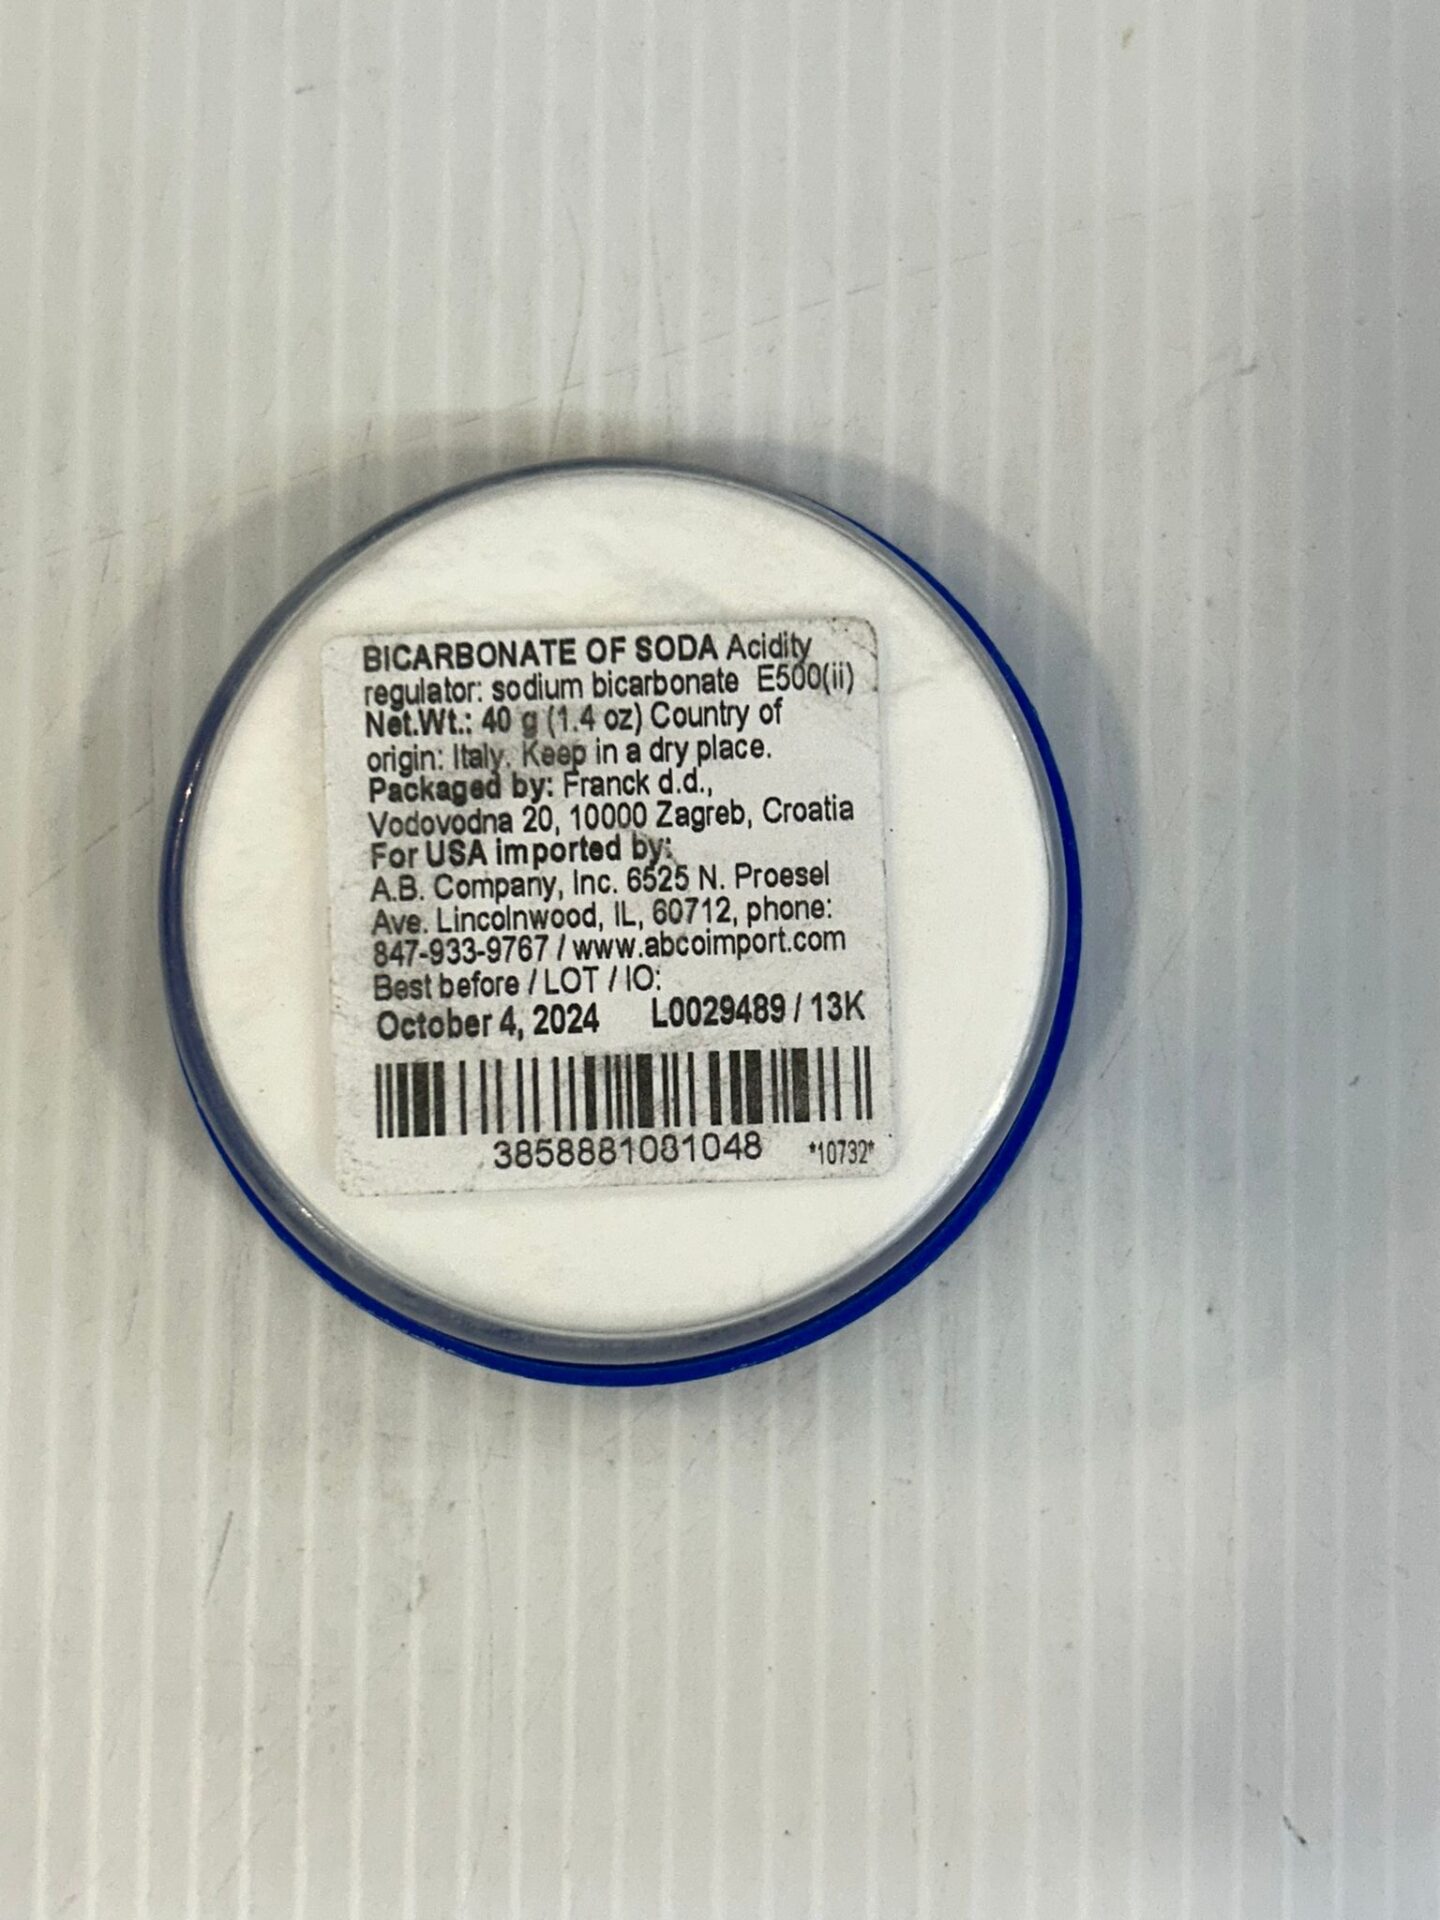 BICARBONATE OF SODA Acidity
regulator: sodium bicarbonate E500(ii)
Net.Wt.: 40 g (1.4 oz) Country of
origin: Italy. Keep in a dry place.
Packaged by: Franck d.d.,
Vodovodna 20, 10000 Zagreb, Croatia
For USA imported by:
A.B. Company, Inc. 6525 N. Proesel
Ave. Lincolnwood, IL, 60712, phone:
847-933-9767 / www.abcoimport.com
Best before / LOT / IO:
October 4, 2024 L0029489 / 13K
3858881081048 *10732*